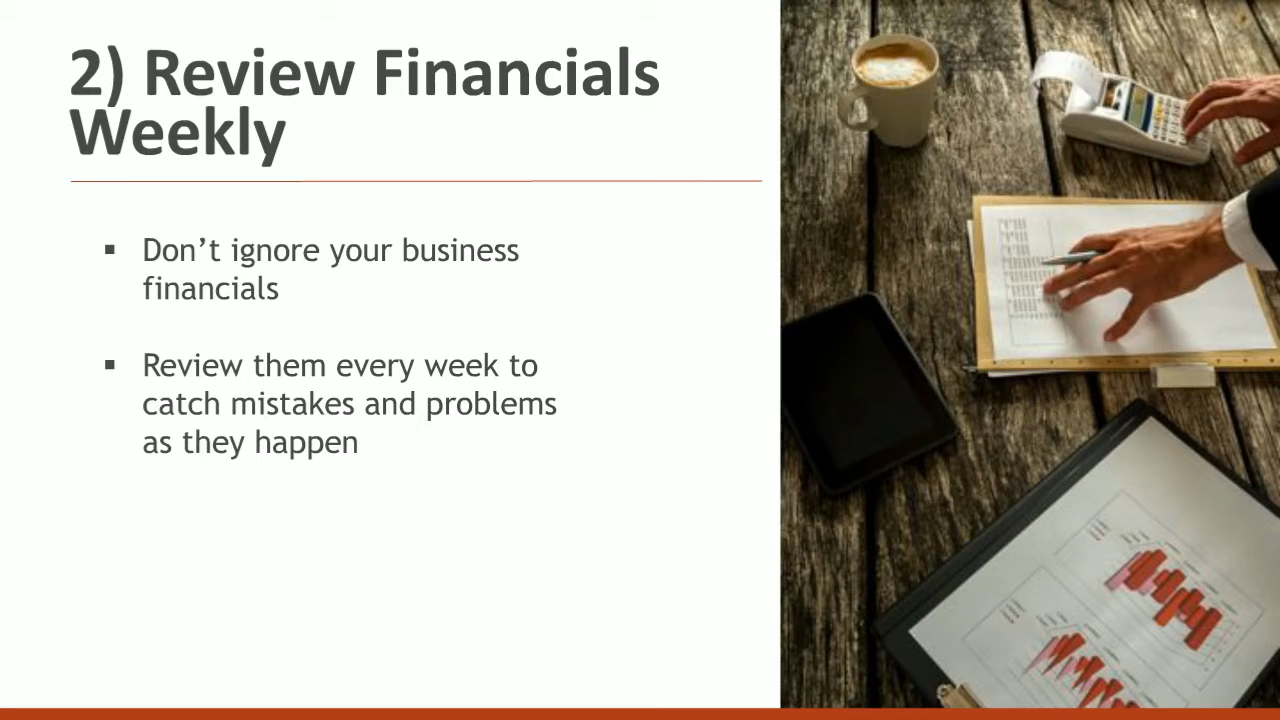 2) Review Financials
Weekly
▪ Don’t ignore your business
financials
▪ Review them every week to
catch mistakes and problems
as they happen